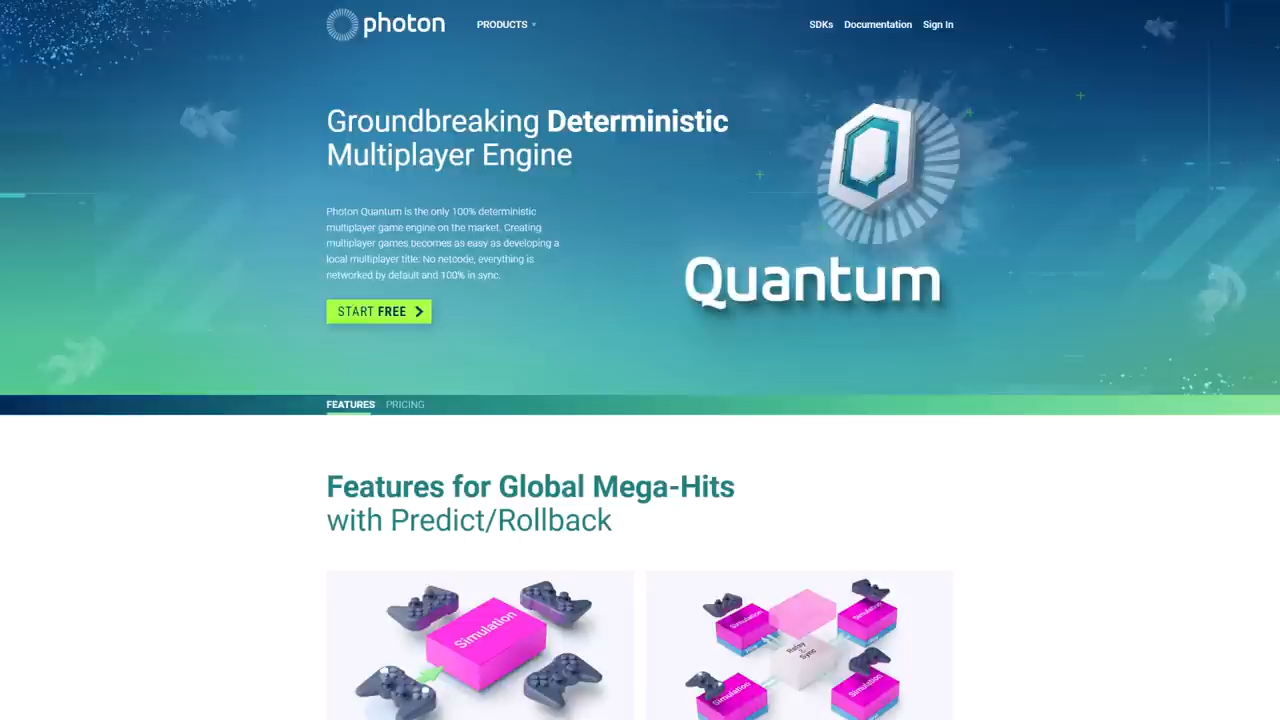 photon
PRODUCTS
SDKs
Documentation
Sign In
Groundbreaking Deterministic
Multiplayer Engine
Photon Quantum is the only 100% deterministic
multiplayer game engine on the market. Creating
multiplayer games becomes as easy as developing a
local multiplayer title: No netcode, everything is
networked by default and 100% in sync.
START FREE
Quantum
FEATURES
PRICING
Features for Global Mega-Hits
with Predict/Rollback
Simulation
Simulation
Simulation
Relay
&
Sync
Simulation
Simulation